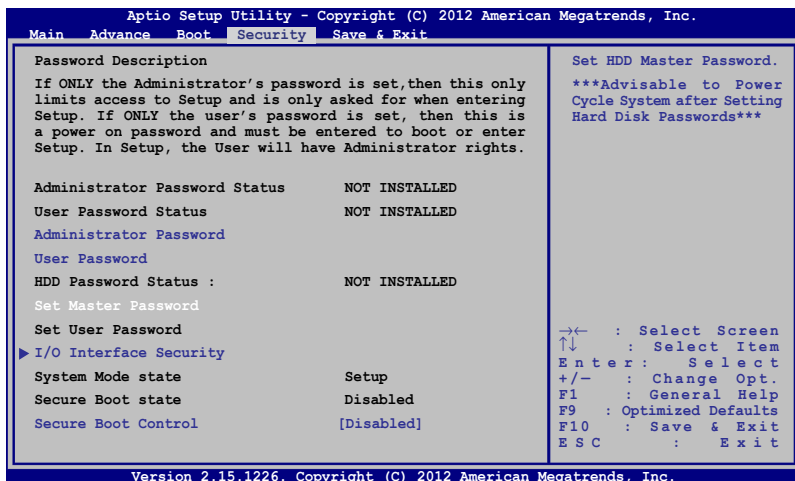 Aptio Setup Utility - Copyright (C) 2012 American Megatrends, Inc.
Main Advance Boot Security Save & Exit
Password Description
If ONLY the Administrator's password is set,then this only
limits access to Setup and is only asked for when entering
Setup. If ONLY the user's password is set, then this is
a power on password and must be entered to boot or enter
Setup. In Setup, the User will have Administrator rights.
Administrator Password Status NOT INSTALLED
User Password Status NOT INSTALLED
Administrator Password
User Password
HDD Password Status : NOT INSTALLED
Set Master Password
Set User Password
I/O Interface Security
System Mode state Setup
Secure Boot state Disabled
Secure Boot Control [Disabled]
Set HDD Master Password.
***Advisable to Power
Cycle System after Setting
Hard Disk Passwords***
→← : Select Screen
↑↓ : Select Item
Enter: Select
+/— : Change Opt.
F1 : General Help
F9 : Optimized Defaults
F10 : Save & Exit
ESC : Exit
Version 2.15.1226. Copyright (C) 2012 American Megatrends, Inc.